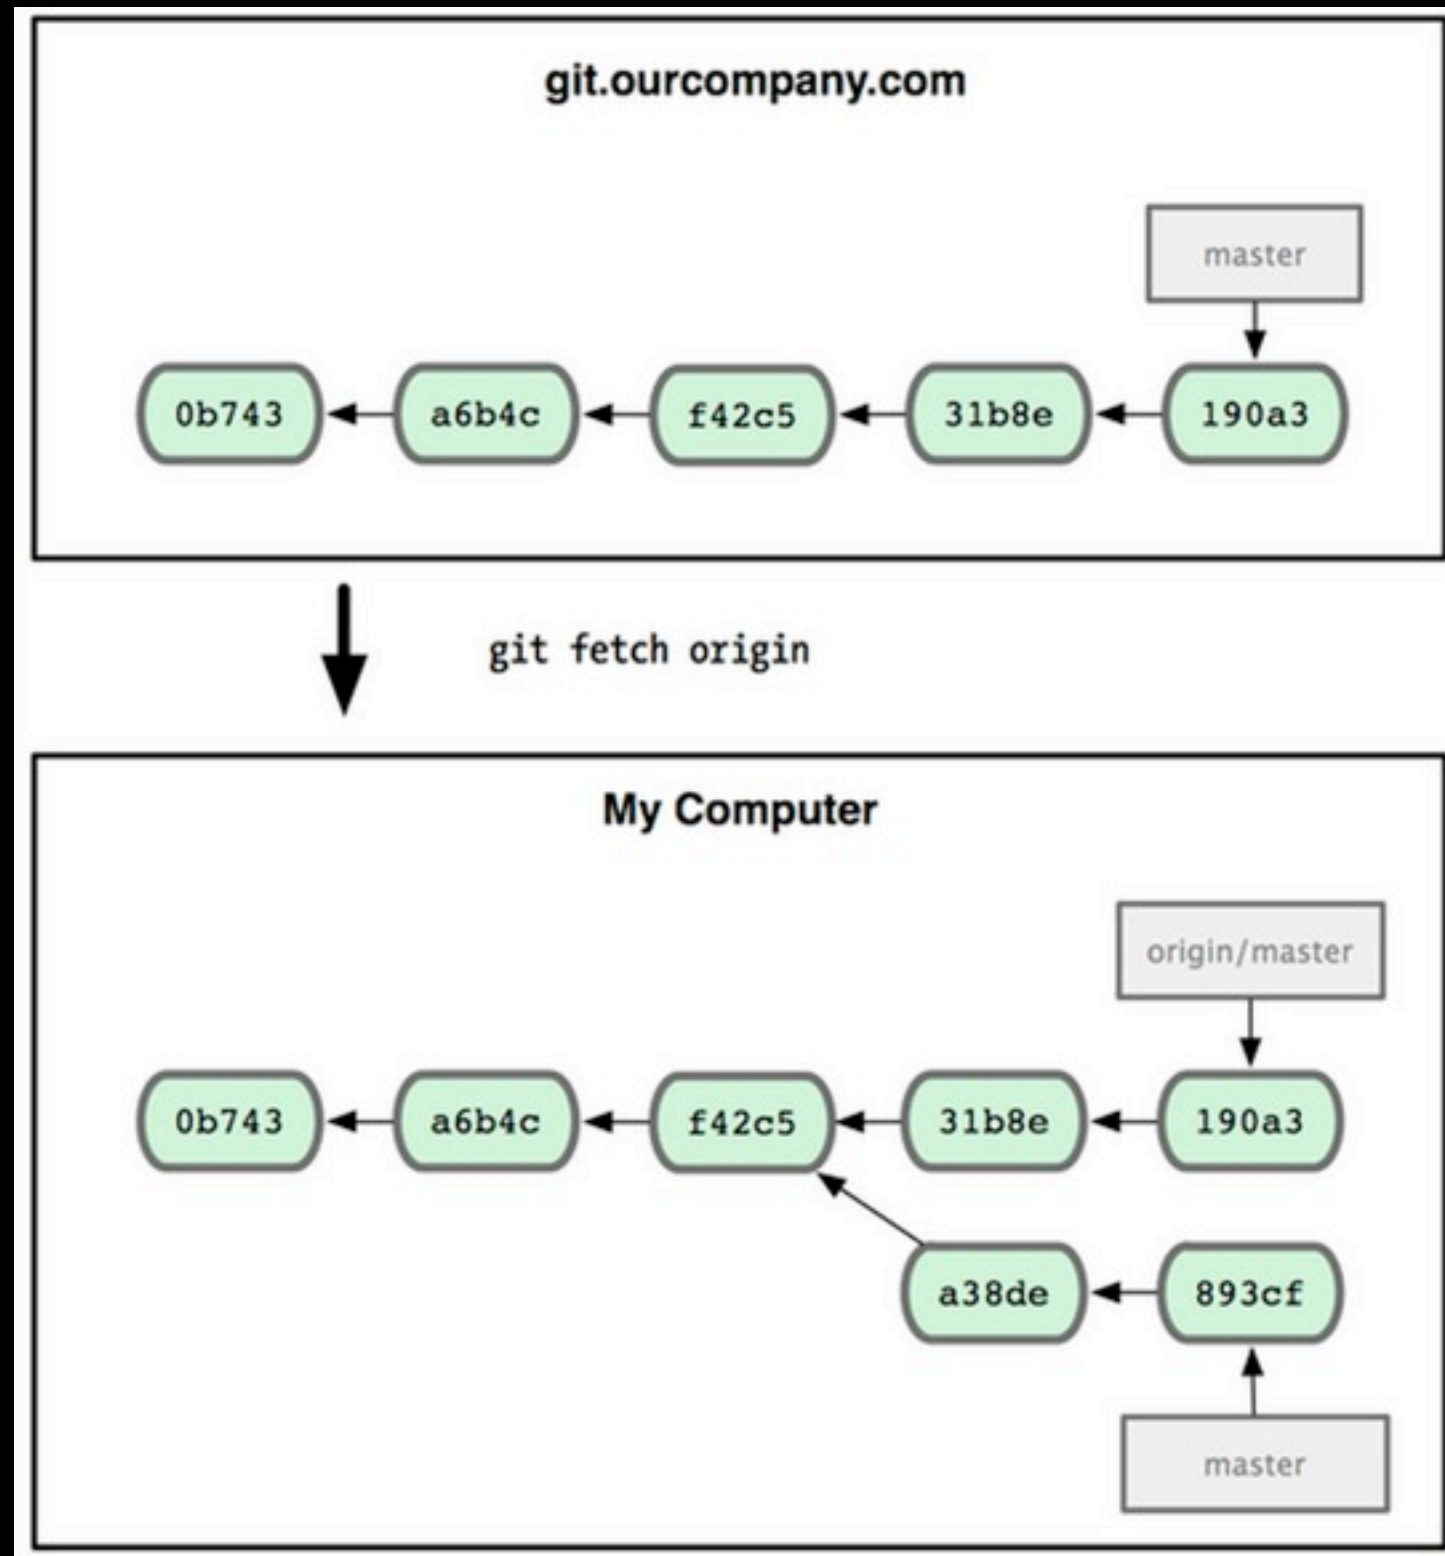 git.ourcompany.com
master
0b743 a6b4c f42c5 31b8e 190a3
git fetch origin
My Computer
origin/master
0b743 a6b4c f42c5 31b8e 190a3
a38de 893cf
master